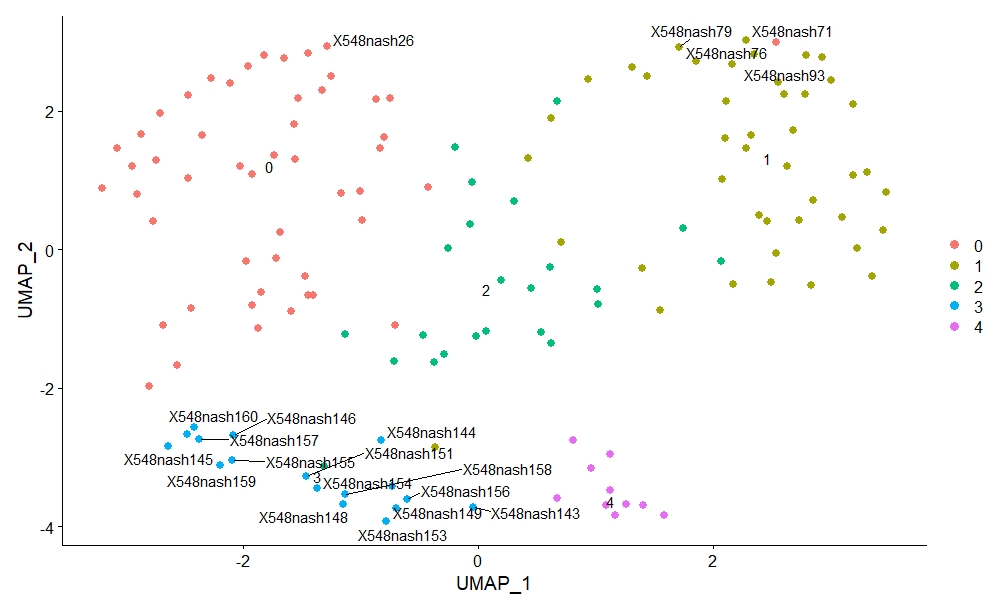 X548nash79
X548nash71
X548nash26
X548nash76
X548nash93
2
1
0
0
2
UMAP_2
0
1
2
3
4
-2
X548nash160
X548nash146
X548nash144
X548nash157
X548nash151
X548nash145
X548nash155
X548nash158
3
X548nash159
X548nash154
X548nash156
4
X548nash148
X548nash149
X548nash143
-4
X548nash153
-2
0
2
UMAP_1